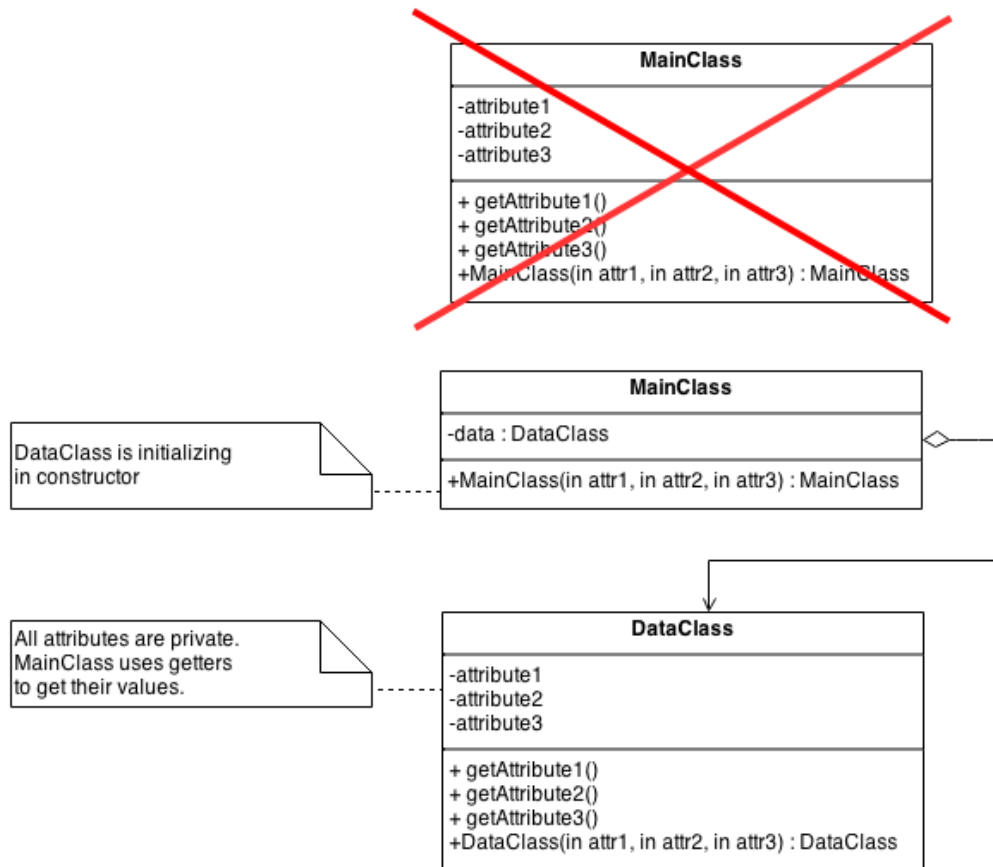 MainClass
-attribute1
-attribute2
-attribute3
+ getAttribute1()
+ getAttribute2()
+ getAttribute3()
+MainClass(in attr1, in attr2, in attr3) : MainClass
MainClass
-data : DataClass
+MainClass(in attr1, in attr2, in attr3) : MainClass
DataClass is initializing
in constructor
All attributes are private.
MainClass uses getters
to get their values.
DataClass
-attribute1
-attribute2
-attribute3
+ getAttribute1()
+ getAttribute2()
+ getAttribute3()
+DataClass(in attr1, in attr2, in attr3) : DataClass